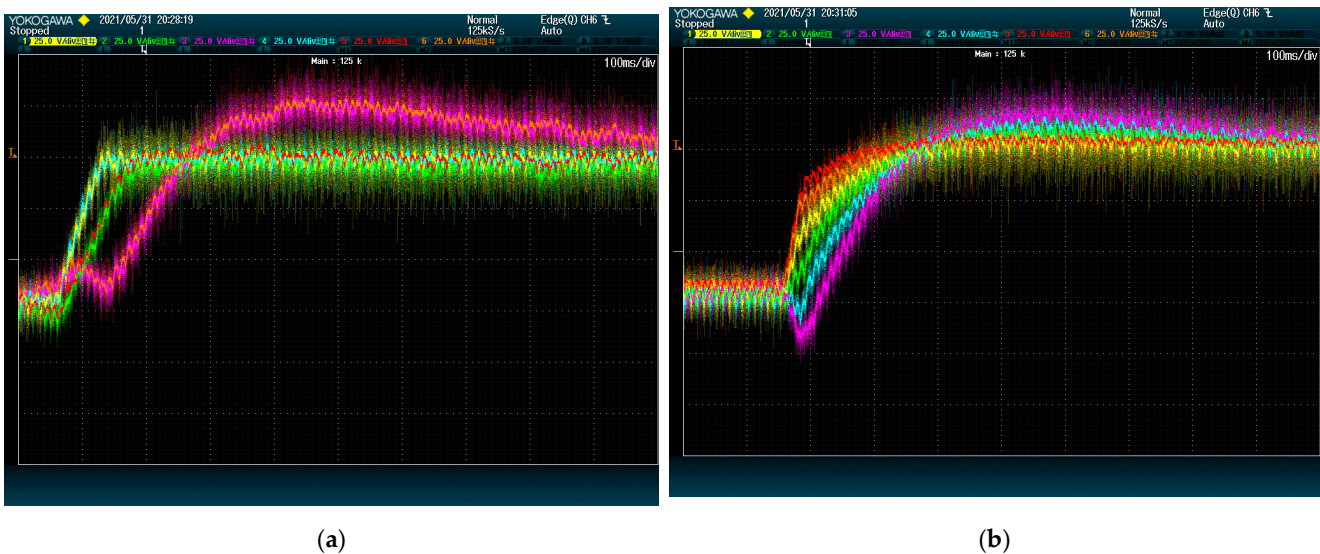 YOKOGAWA 2021/05/31 20:28:19 Normal Edge(Q) CH6
Stopped 1 125kS/s Auto
1 25.0 V/div 2 25.0 V/div 3 25.0 V/div 4 25.0 V/div 5 25.0 V/div 6 25.0 V/div
Main : 125 k
100ms/div
YOKOGAWA 2021/05/31 20:31:05 Normal Edge(Q) CH6
Stopped 1 125kS/s Auto
1 25.0 V/div 2 25.0 V/div 3 25.0 V/div 4 25.0 V/div 5 25.0 V/div 6 25.0 V/div
Main : 125 k
100ms/div
(a)
(b)